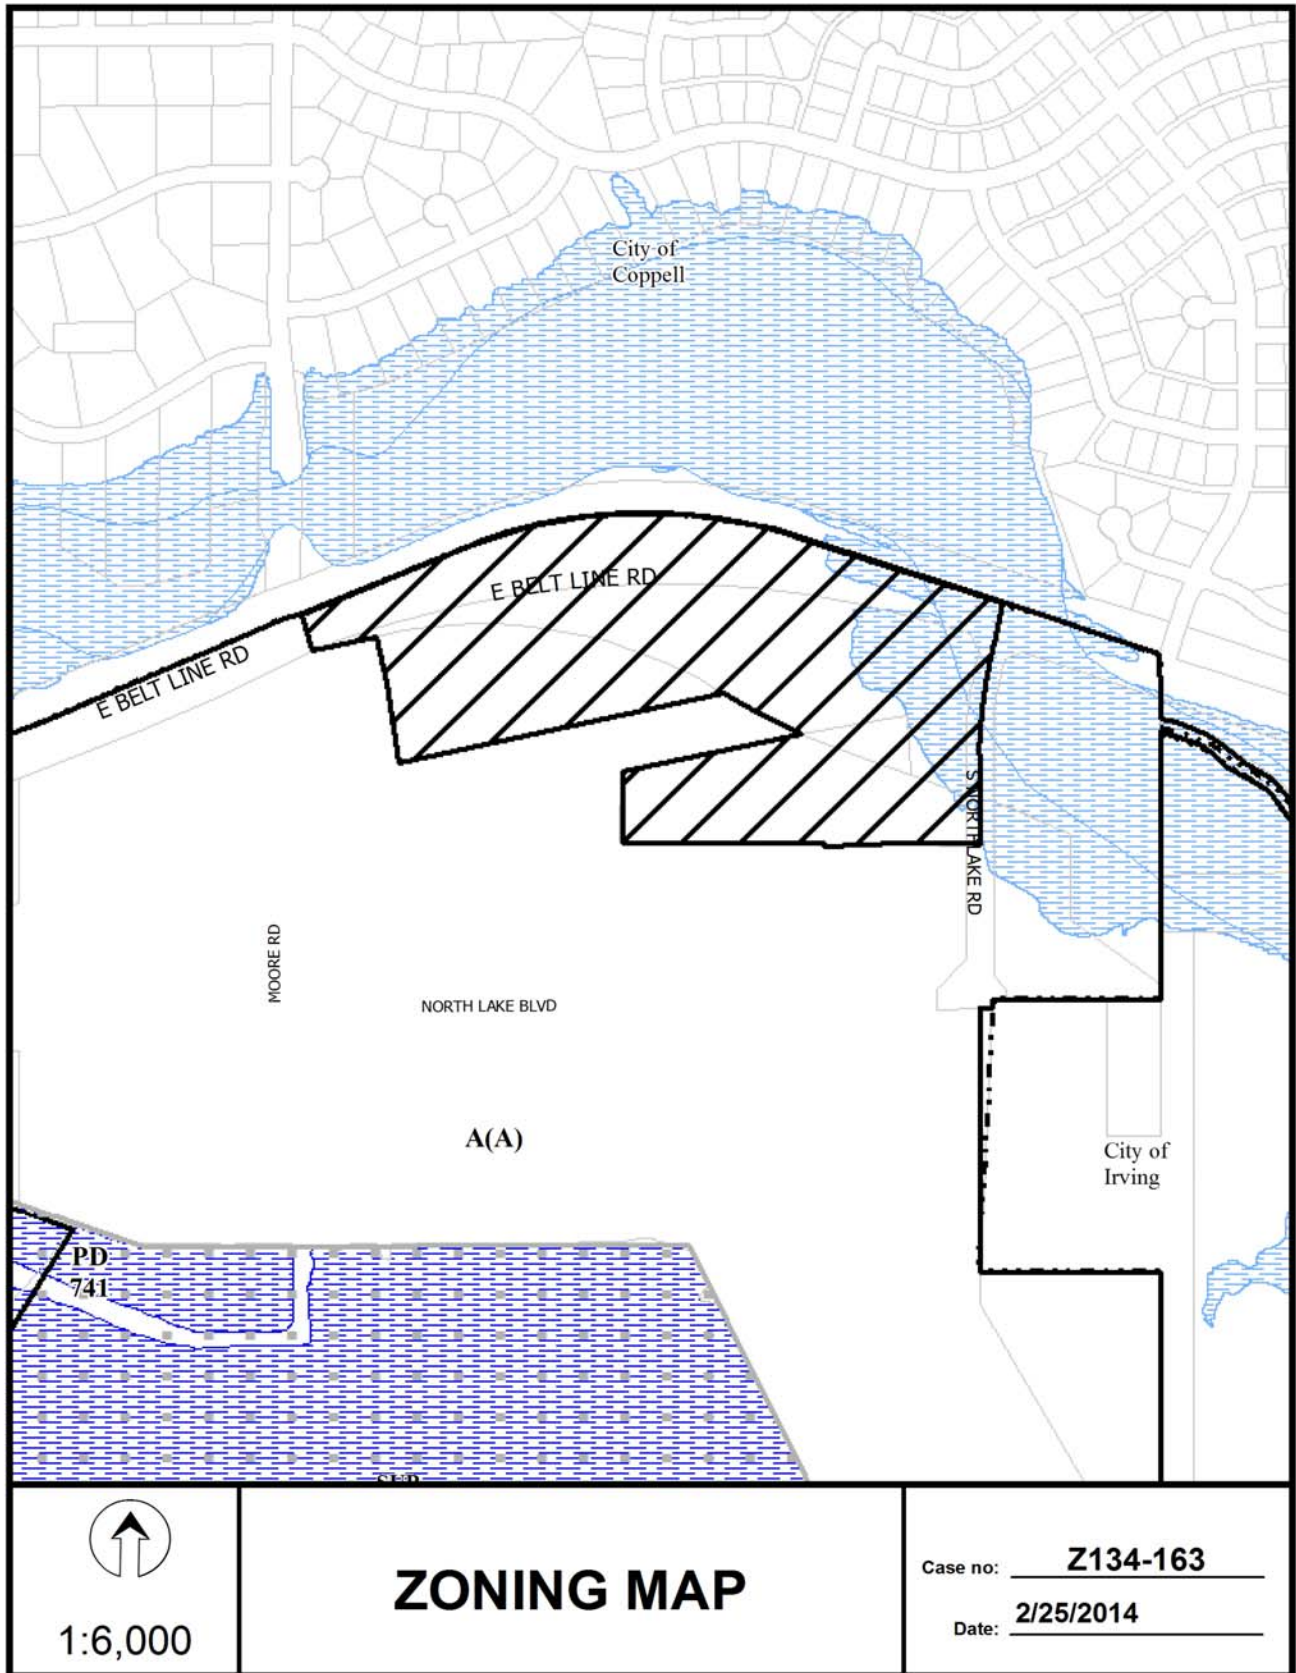 City of
Coppell
E BELT LINE RD
E BELT LINE RD
S NORTH LAKE RD
MOORE RD
NORTH LAKE BLVD
A(A)
City of
Irving
PD
741
SUP
1:6,000
ZONING MAP
Case no: Z134-163
Date: 2/25/2014